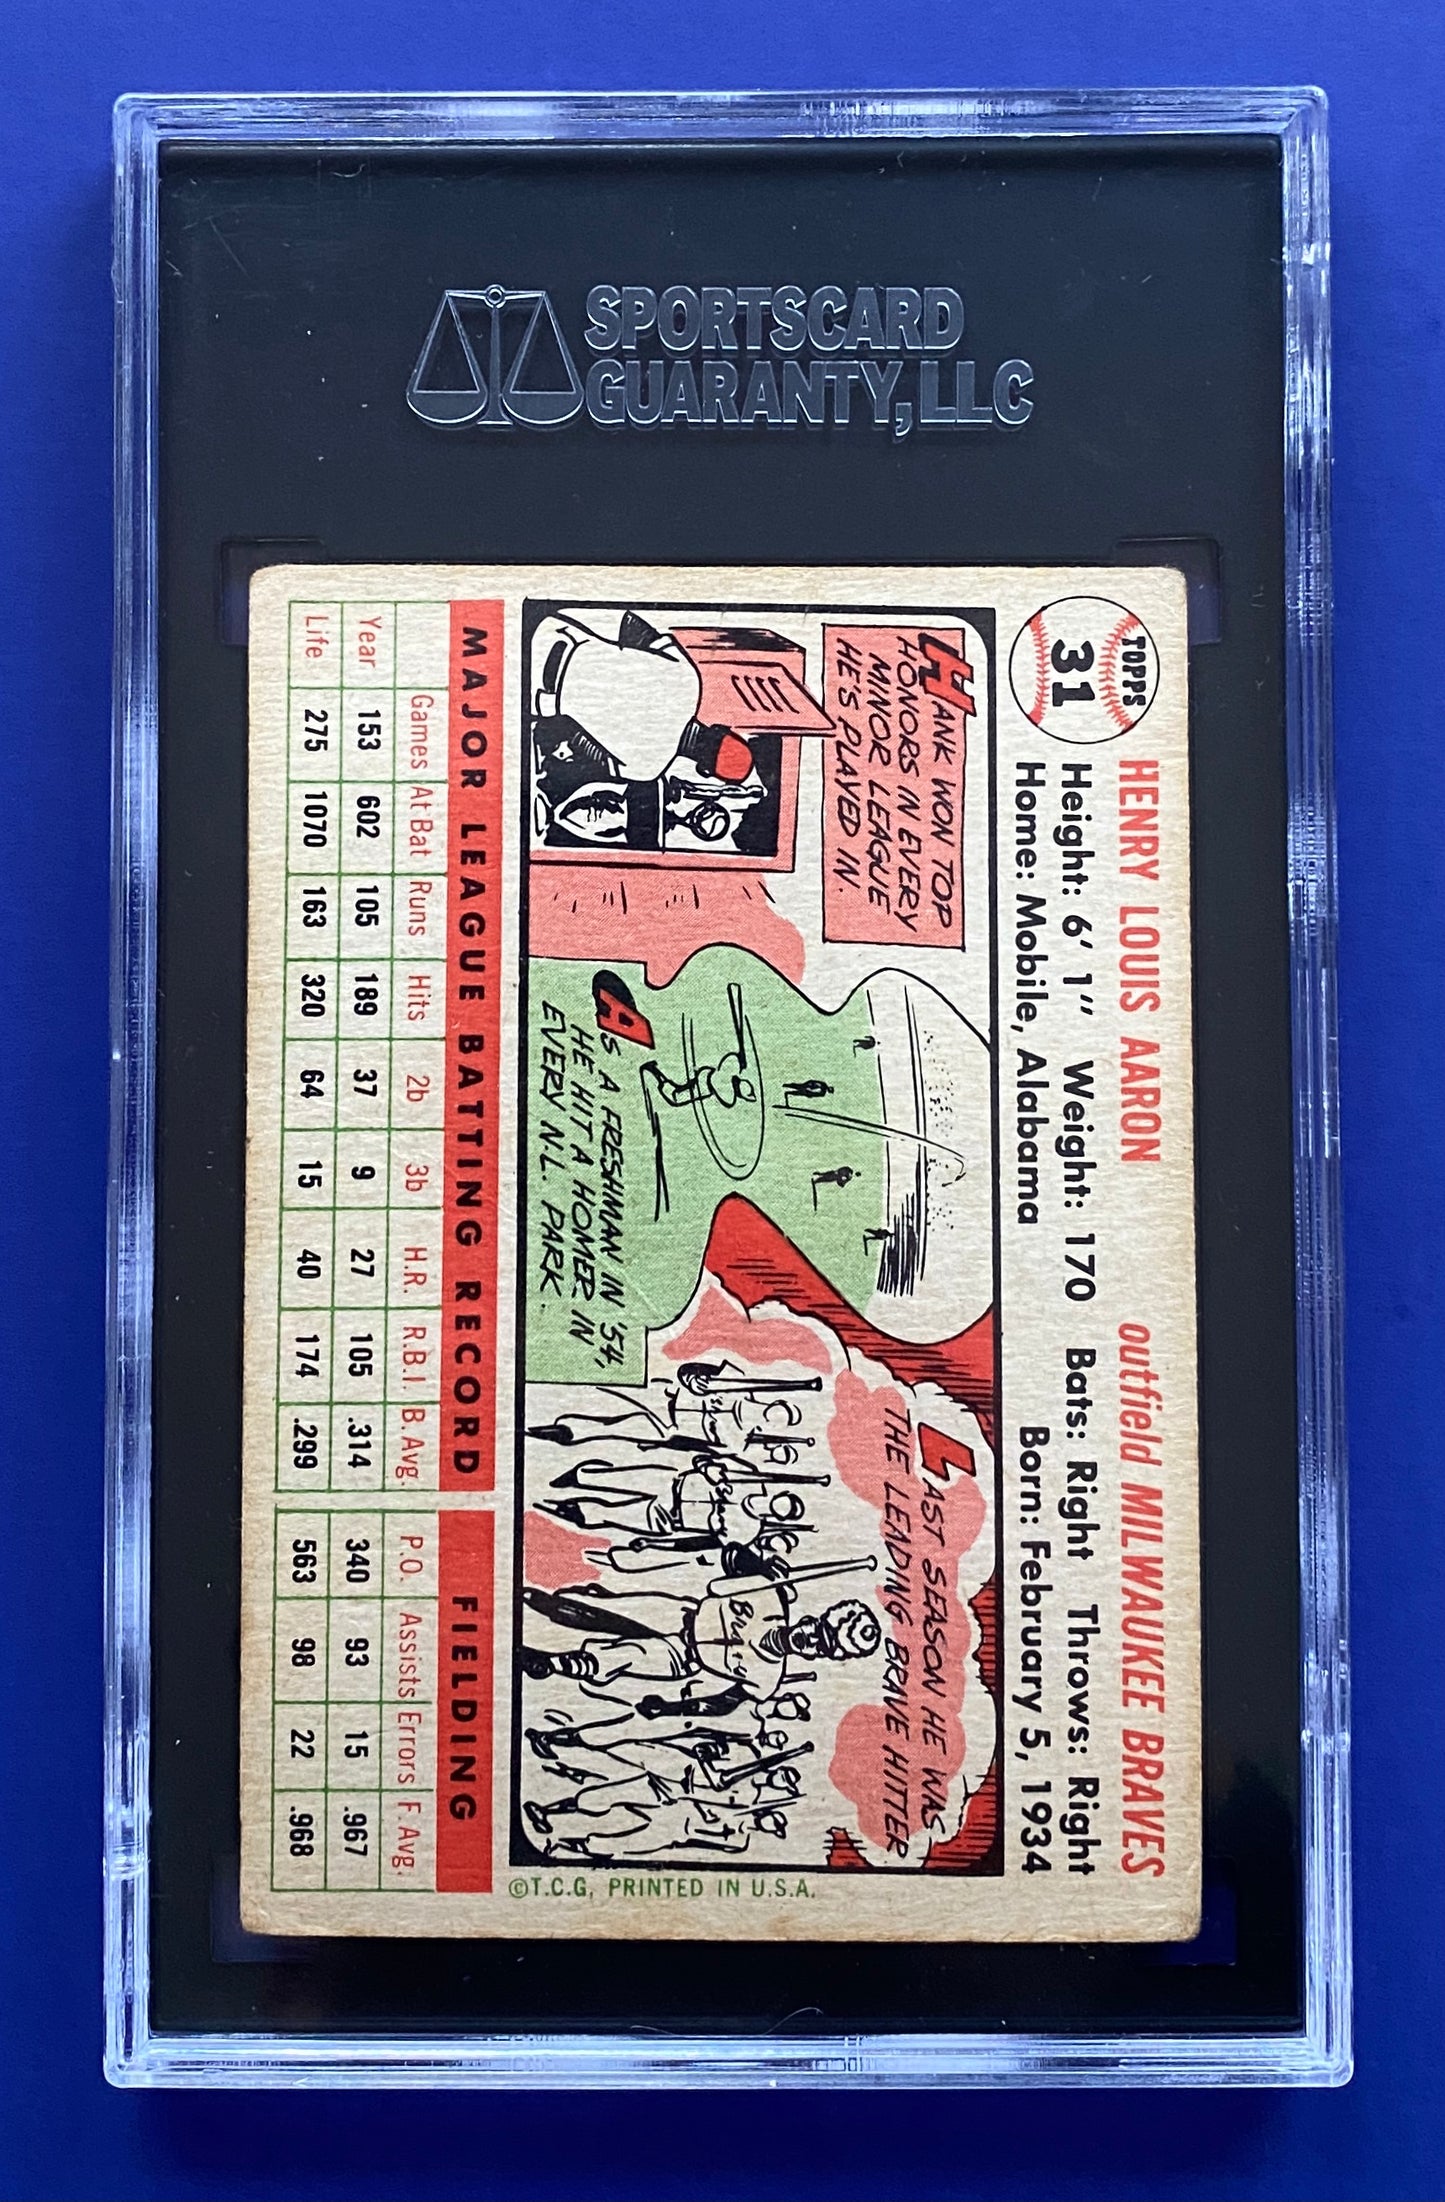 SPORTSCARD
GUARANTY, LLC
TOPPS
31
HENRY LOUIS AARON outfield MILWAUKEE BRAVES
Height: 6' 1" Weight: 170 Bats: Right Throws: Right
Home: Mobile, Alabama Born: February 5, 1934
HANK WON TOP
HONORS IN EVERY
MINOR LEAGUE
HE'S PLAYED IN.
AS A FRESHMAN IN '54,
HE HIT A HOMER IN
EVERY N.L. PARK.
LAST SEASON HE WAS
THE LEADING BRAVE HITTER
©T.C.G. PRINTED IN U.S.A.
MAJOR LEAGUE BATTING RECORD FIELDING
Games At Bat Runs Hits 2b 3b H.R. R.B.I. B. Avg. P.O. Assists Errors F. Avg.
Year 153 602 105 189 37 9 27 105 .314 340 93 15 .967
Life 275 1070 163 320 64 15 40 174 .299 563 98 22 .968